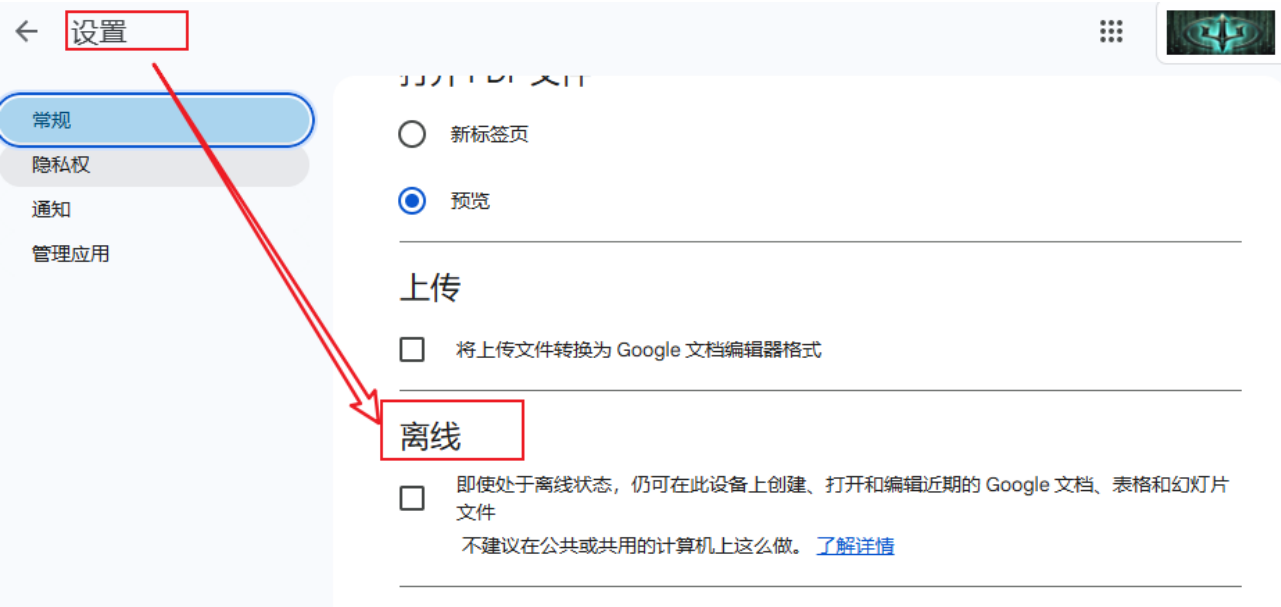 设置
常规
隐私权
通知
管理应用
打开 PDF 文件
新标签页
预览
上传
将上传文件转换为 Google 文档编辑器格式
离线
即使处于离线状态，仍可在此设备上创建、打开和编辑近期的 Google 文档、表格和幻灯片
文件
不建议在公共或共用的计算机上这么做。 了解详情